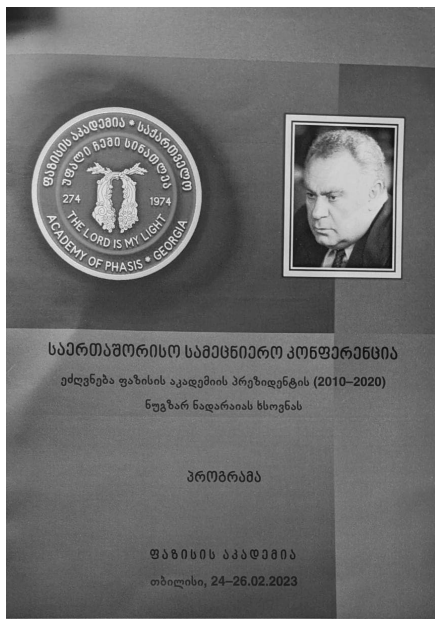 ფაზისის აკადემია * საქართველო
უფალი ჩემი სინათლეა
274 1974
THE LORD IS MY LIGHT
ACADEMY OF PHASIS * GEORGIA
საერთაშორისო სამეცნიერო კონფერენცია
ეძღვნება ფაზისის აკადემიის პრეზიდენტის (2010–2020)
ნუგზარ ნადარაიას ხსოვნას
პროგრამა
ფაზისის აკადემია
თბილისი, 24–26.02.2023